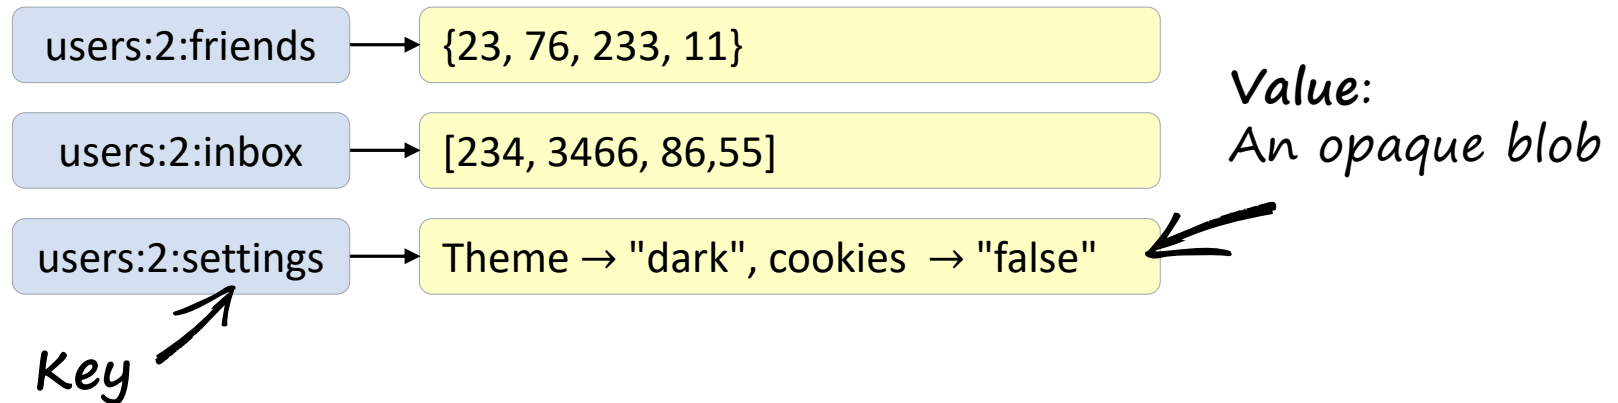 users:2:friends → {23, 76, 233, 11}
Value:
An opaque blob
users:2:inbox → [234, 3466, 86,55]
users:2:settings → Theme → "dark", cookies → "false"
Key